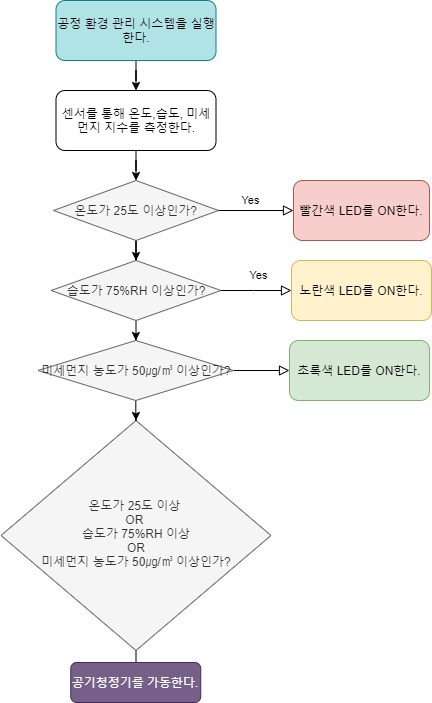 공정 환경 관리 시스템을 실행
한다.
센서를 통해 온도,습도, 미세
먼지 지수를 측정한다.
온도가 25도 이상인가?
Yes
빨간색 LED를 ON한다.
습도가 75%RH 이상인가?
Yes
노란색 LED를 ON한다.
미세먼지 농도가 50㎍/㎥ 이상인가?
초록색 LED를 ON한다.
온도가 25도 이상
OR
습도가 75%RH 이상
OR
미세먼지 농도가 50㎍/㎥ 이상인가?
공기청정기를 가동한다.